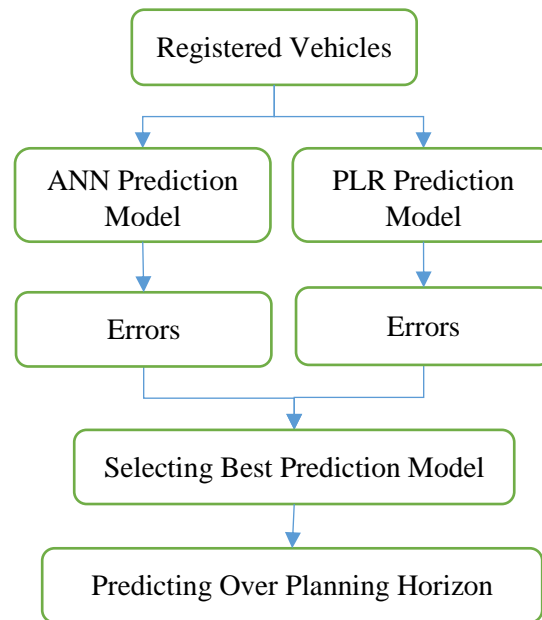 Registered Vehicles
ANN Prediction
Model
PLR Prediction
Model
Errors
Errors
Selecting Best Prediction Model
Predicting Over Planning Horizon